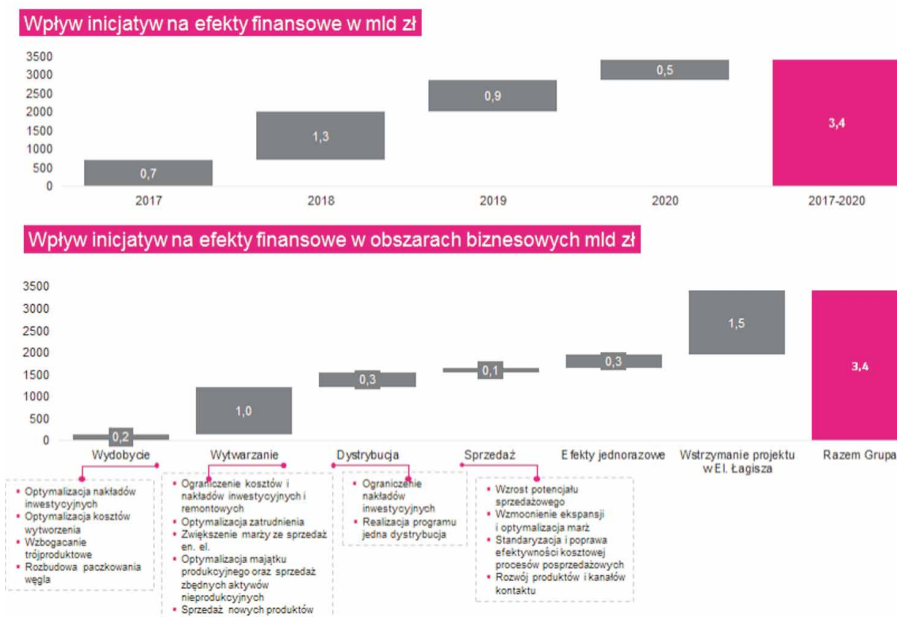 Wpływ inicjatyw na efekty finansowe w mld zł
3500
3000
2500
2000
1500
1000
500
0
0,7
1,3
0,9
0,5
3,4
2017
2018
2019
2020
2017-2020
Wpływ inicjatyw na efekty finansowe w obszarach biznesowych mld zł
3500
3000
2500
2000
1500
1000
500
0
0,2
1,0
0,3
0,1
0,3
1,5
3,4
Wydobycie
Wytwarzanie
Dystrybucja
Sprzedaż
Efekty jednorazowe
Wstrzymanie projektu
w El. Łagisza
Razem Grupa
• Optymalizacja nakładów
inwestycyjnych
• Optymalizacja kosztów
wytworzenia
• Wzbogacanie
trójproduktowe
• Rozbudowa paczkowania
węgla
• Ograniczenie kosztów i
nakładów inwestycyjnych i
remontowych
• Optymalizacja zatrudnienia
• Zwiększenie marży ze sprzedaż
en. el.
• Optymalizacja majątku
produkcyjnego oraz sprzedaż
zbędnych aktywów
nieprodukcyjnych
• Sprzedaż nowych produktów
• Ograniczenie
nakładów
inwestycyjnych
• Realizacja programu
jedna dystrybucja
• Wzrost potencjału
sprzedażowego
• Wzmocnienie ekspansji
i optymalizacja marż
• Standaryzacja i poprawa
efektywności kosztowej
procesów posprzedażowych
• Rozwój produktów i kanałów
kontaktu